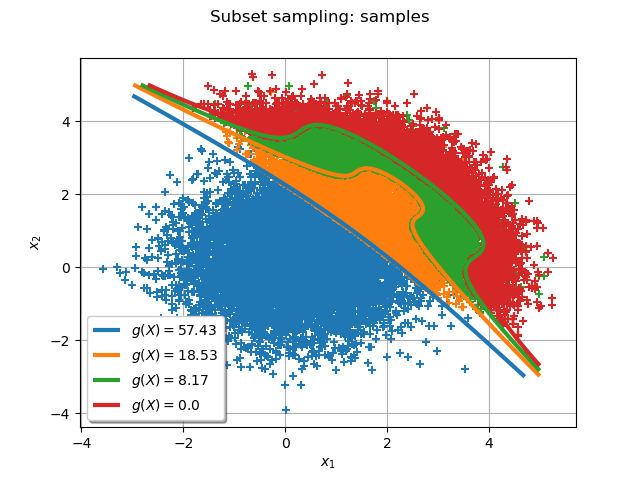 Subset sampling: samples
x₂
4
2
0
−2
−4
g(X) = 57.43
g(X) = 18.53
g(X) = 8.17
g(X) = 0.0
−4 −2 0 2 4
x₁